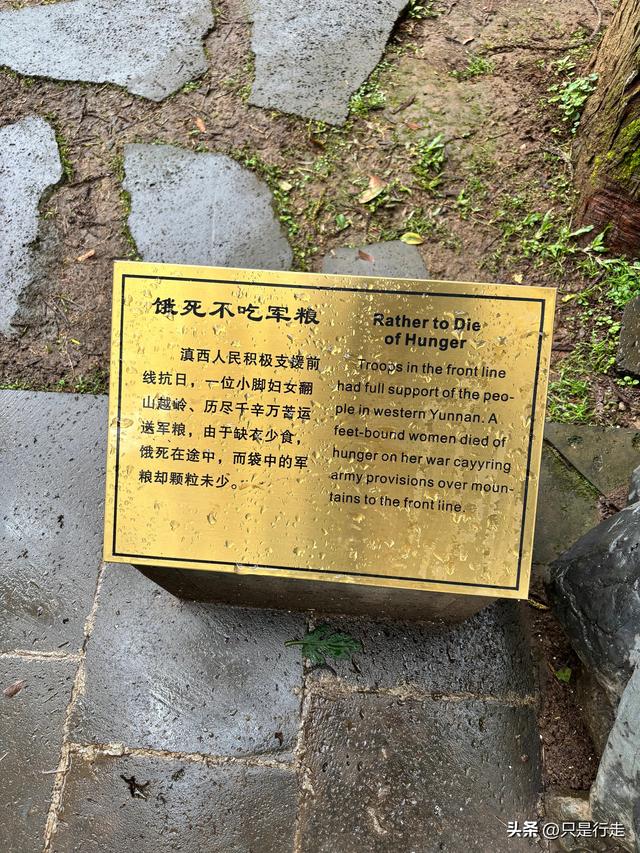 饿死不吃军粮
滇西人民积极支援前
线抗日，一位小脚妇女翻
山越岭、历尽千辛万苦运
送军粮，由于缺衣少食，
饿死在途中，而袋中的军
粮却颗粒未少。
Rather to Die
of Hunger
Troops in the front line
had full support of the peo-
ple in western Yunnan. A
feet-bound women died of
hunger on her war cayyring
army provisions over moun-
tains to the front line.
头条 @只是行走